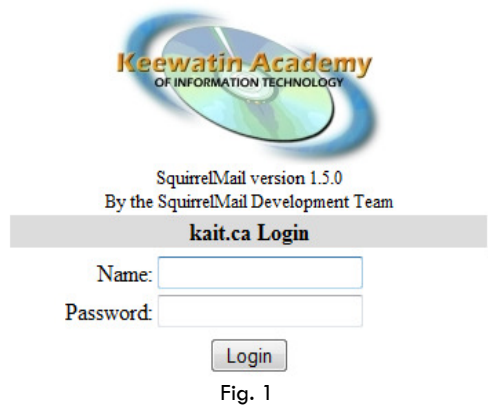 Keewatin Academy
OF INFORMATION TECHNOLOGY
SquirrelMail version 1.5.0
By the SquirrelMail Development Team
kait.ca Login
Name:
Password:
Login
Fig. 1